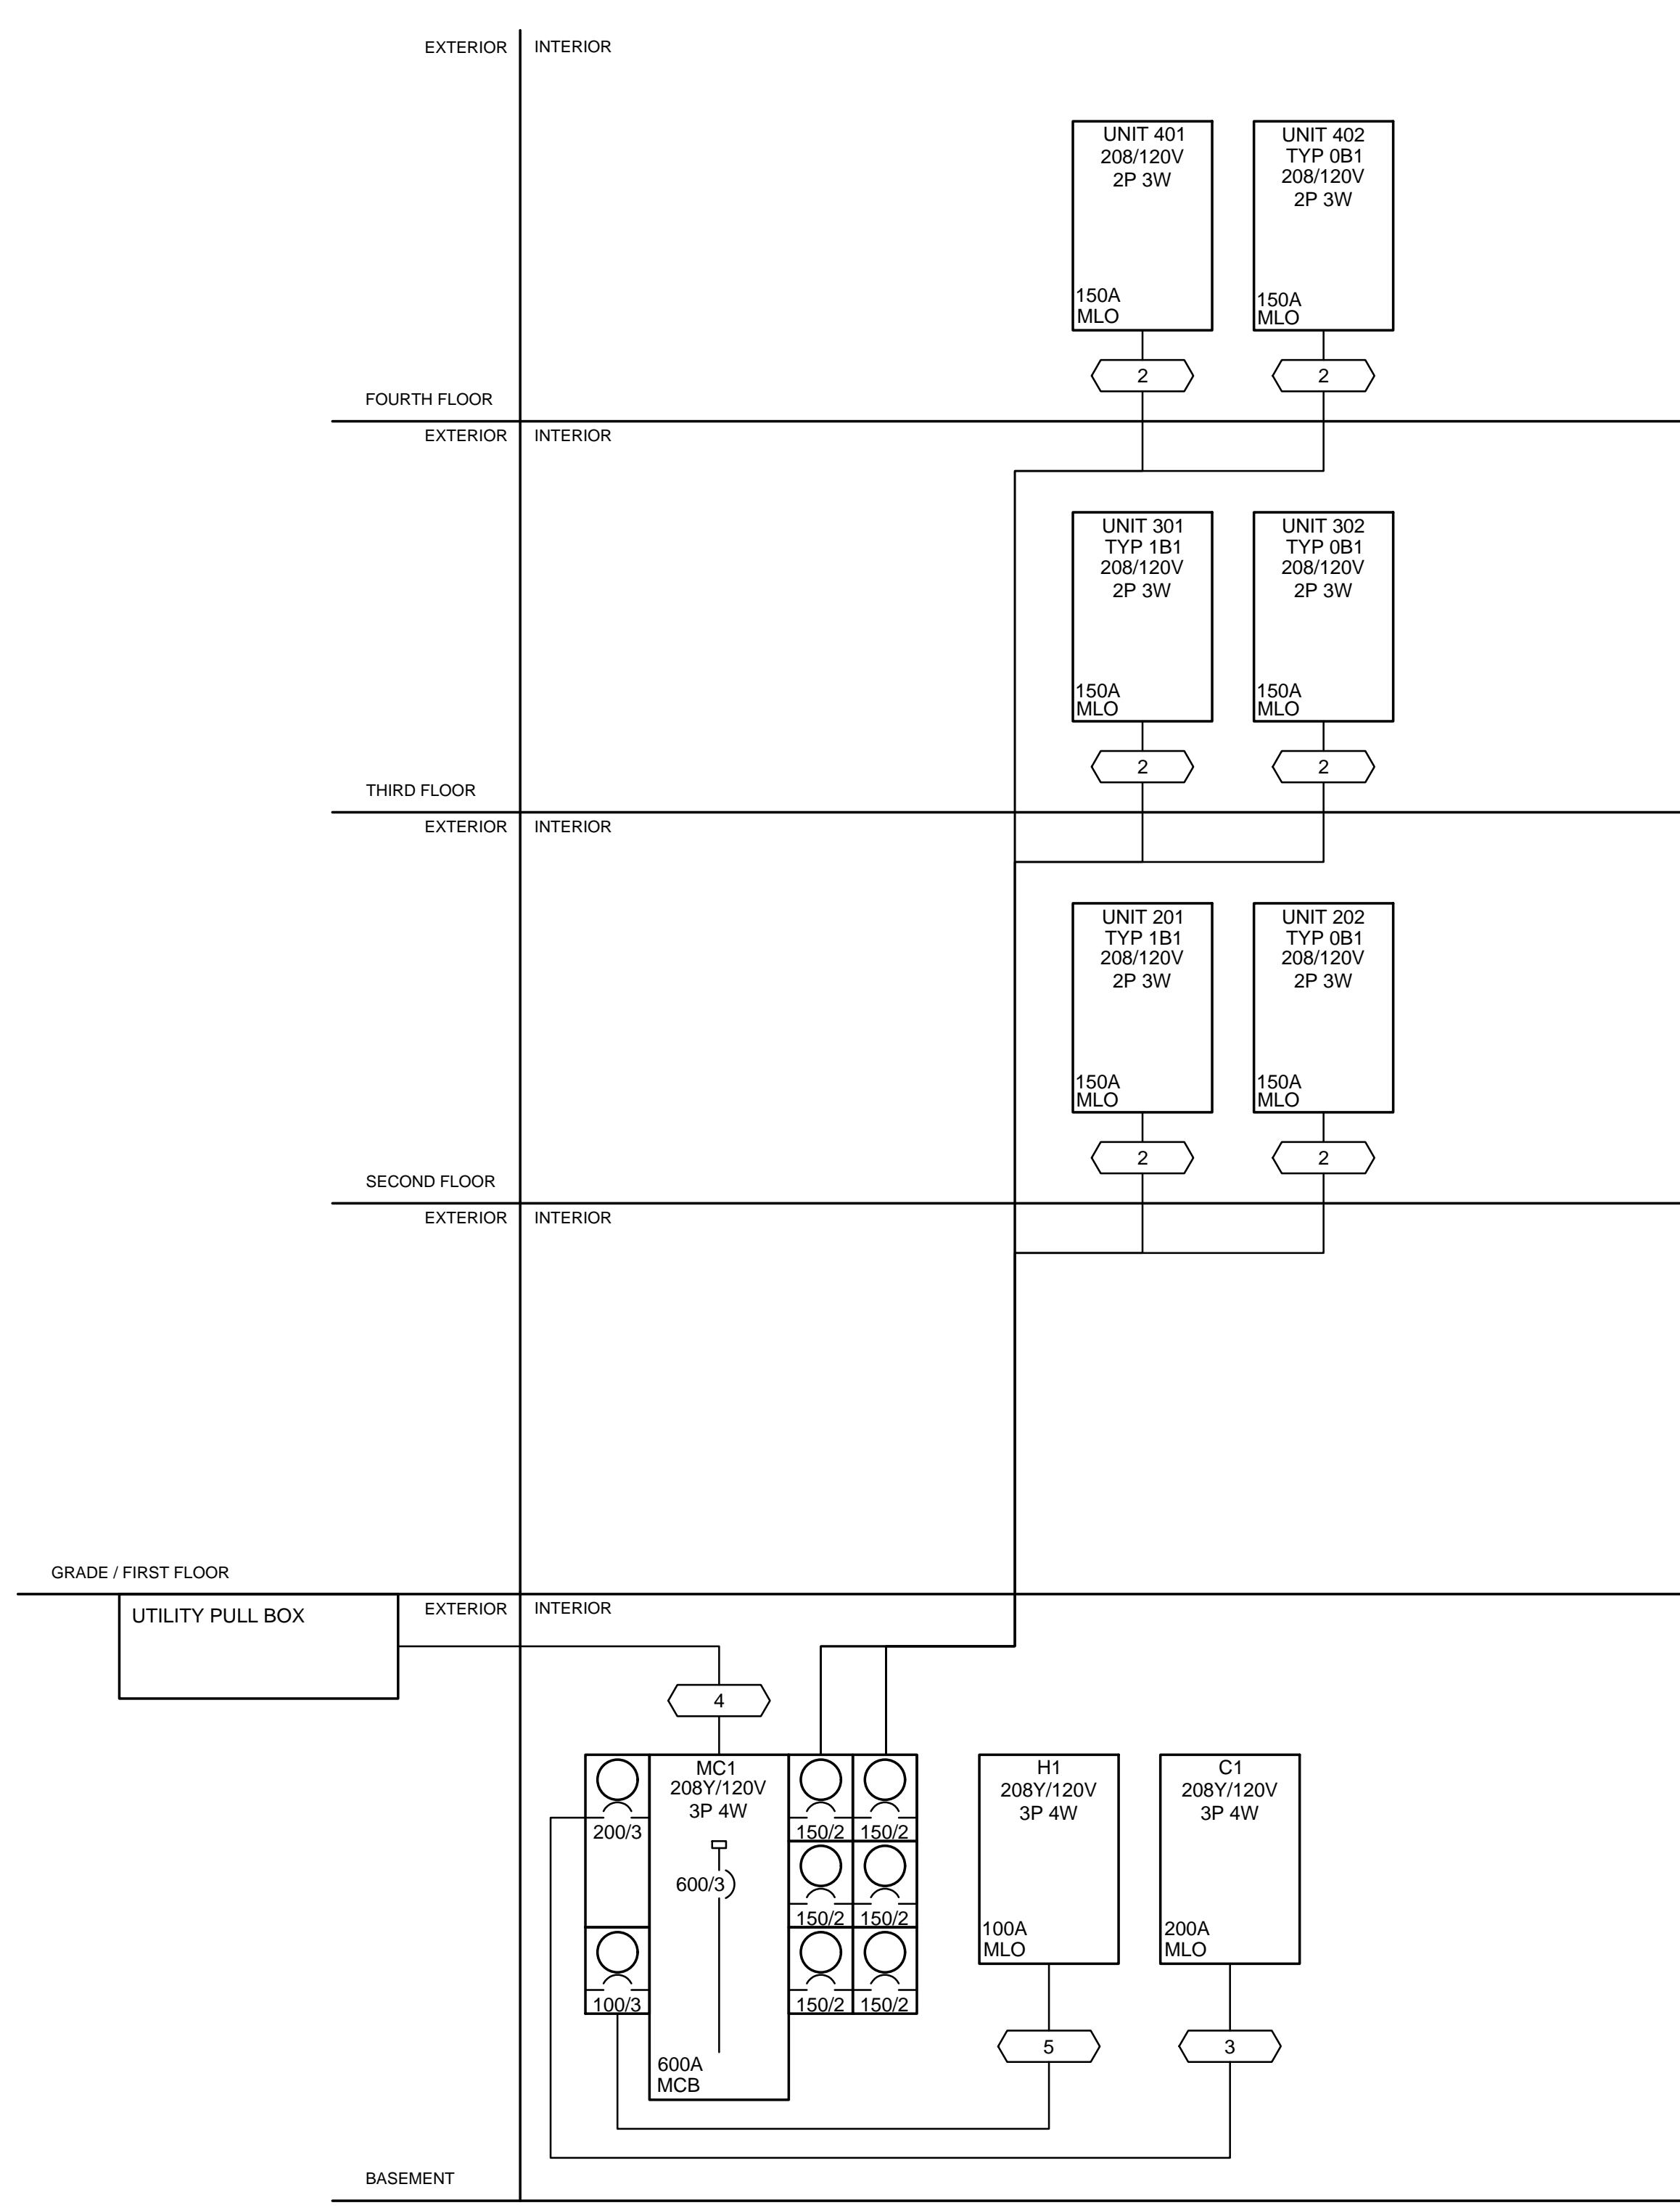 EXTERIOR
INTERIOR
UNIT 401
208/120V
2P 3W
150A
MLO
UNIT 402
TYP 0B1
208/120V
2P 3W
150A
MLO
2
2
FOURTH FLOOR
EXTERIOR
INTERIOR
UNIT 301
TYP 1B1
208/120V
2P 3W
150A
MLO
UNIT 302
TYP 0B1
208/120V
2P 3W
150A
MLO
2
2
THIRD FLOOR
EXTERIOR
INTERIOR
UNIT 201
TYP 1B1
208/120V
2P 3W
150A
MLO
UNIT 202
TYP 0B1
208/120V
2P 3W
150A
MLO
2
2
SECOND FLOOR
EXTERIOR
INTERIOR
GRADE / FIRST FLOOR
UTILITY PULL BOX
EXTERIOR
INTERIOR
4
200/3
100/3
MC1
208Y/120V
3P 4W
600/3
600A
MCB
150/2
150/2
150/2
150/2
150/2
150/2
H1
208Y/120V
3P 4W
100A
MLO
C1
208Y/120V
3P 4W
200A
MLO
5
3
BASEMENT